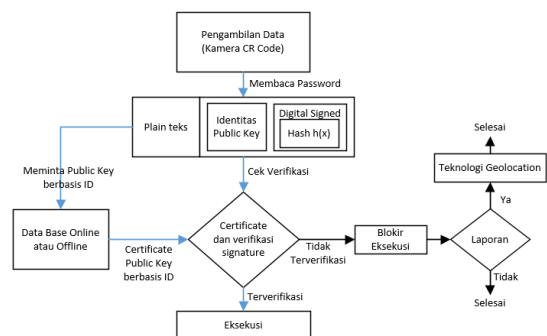 Pengambilan Data
(Kamera CR Code)
Membaca Password
Plain teks
Identitas
Public Key
Digital Signed
Hash h(x)
Selesai
Teknologi Geolocation
Meminta Public Key
berbasis ID
Cek Verifikasi
Ya
Data Base Online
atau Offline
Certificate
Public Key
berbasis ID
Certificate
dan verifikasi
signature
Tidak
Terverifikasi
Blokir
Eksekusi
Laporan
Tidak
Selesai
Terverifikasi
Eksekusi